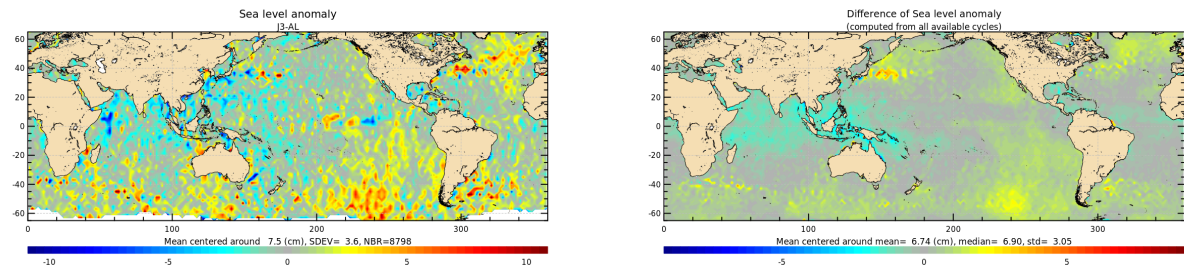 Sea level anomaly
J3-AL
60
40
20
0
-20
-40
-60
0 100 200 300
Mean centered around 7.5 (cm), SDEV= 3.6, NBR=8798
-10 -5 0 5 10
Difference of Sea level anomaly
(computed from all available cycles)
60
40
20
0
-20
-40
-60
0 100 200 300
Mean centered around mean= 6.74 (cm), median= 6.90, std= 3.05
-5 0 5